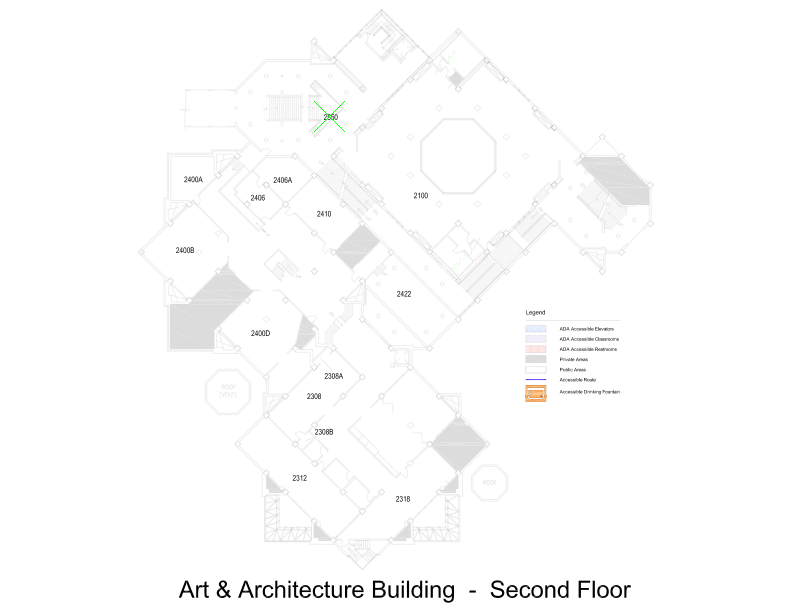 2550
2400A
2406A
2406
2100
2410
2400B
2422
2400D
Legend
ADA Accessible Elevators
ADA Accessible Classrooms
ADA Accessible Restrooms
Private Areas
Public Areas
Accessible Route
Accessible Drinking Fountain
2308A
ROOF
(VENT)
2308
2308B
2312
ROOF
2318
Art & Architecture Building - Second Floor